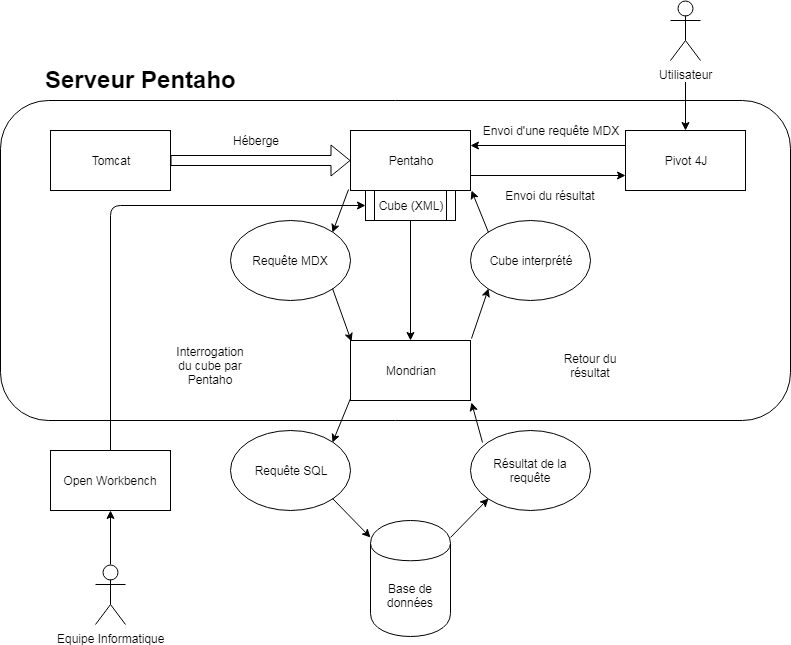 Utilisateur
Serveur Pentaho
Tomcat
Héberge
Pentaho
Envoi d'une requête MDX
Pivot 4J
Envoi du résultat
Cube (XML)
Requête MDX
Cube interprété
Interrogation
du cube par
Pentaho
Mondrian
Retour du
résultat
Open Workbench
Requête SQL
Résultat de la
requête
Base de
données
Equipe Informatique